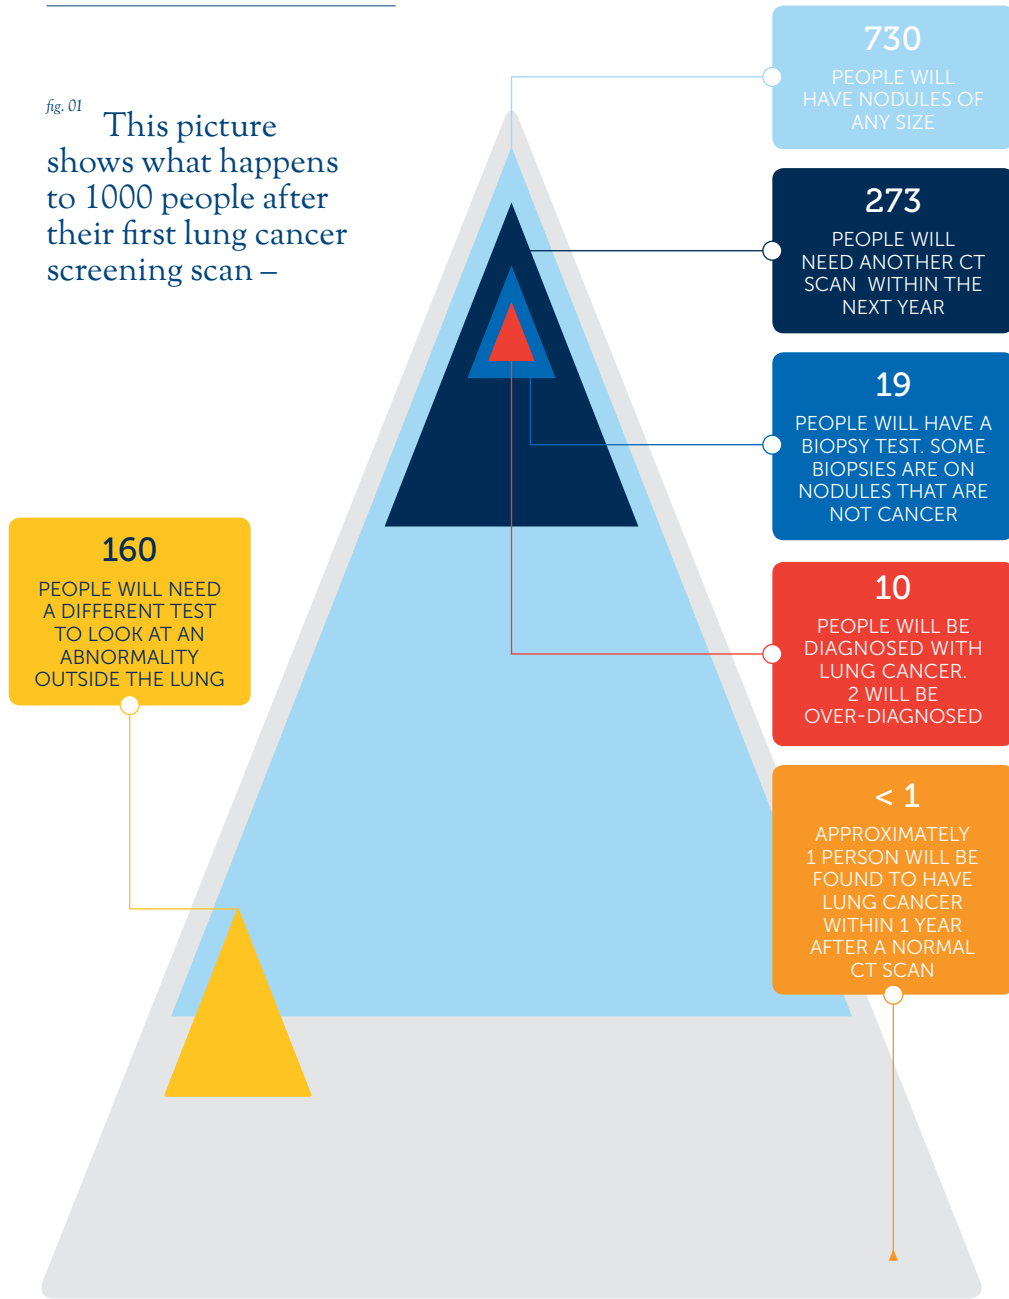 fig. 01
This picture
shows what happens
to 1000 people after
their first lung cancer
screening scan –
730
PEOPLE WILL
HAVE NODULES OF
ANY SIZE
273
PEOPLE WILL
NEED ANOTHER CT
SCAN WITHIN THE
NEXT YEAR
19
PEOPLE WILL HAVE A
BIOPSY TEST. SOME
BIOPSIES ARE ON
NODULES THAT ARE
NOT CANCER
160
PEOPLE WILL NEED
A DIFFERENT TEST
TO LOOK AT AN
ABNORMALITY
OUTSIDE THE LUNG
10
PEOPLE WILL BE
DIAGNOSED WITH
LUNG CANCER.
2 WILL BE
OVER-DIAGNOSED
< 1
APPROXIMATELY
1 PERSON WILL BE
FOUND TO HAVE
LUNG CANCER
WITHIN 1 YEAR
AFTER A NORMAL
CT SCAN